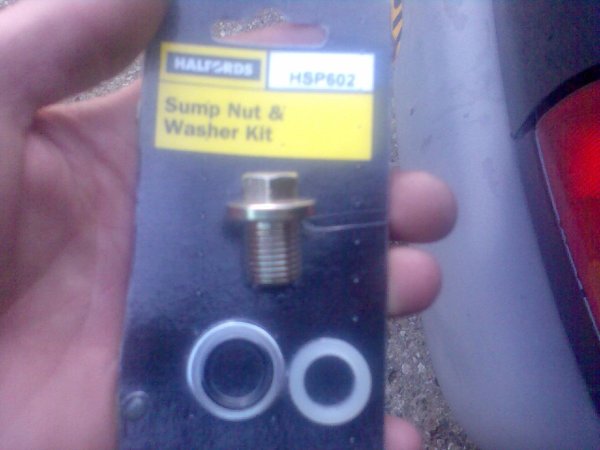 HALFORDS
HSP602
Sump Nut &
Washer Kit